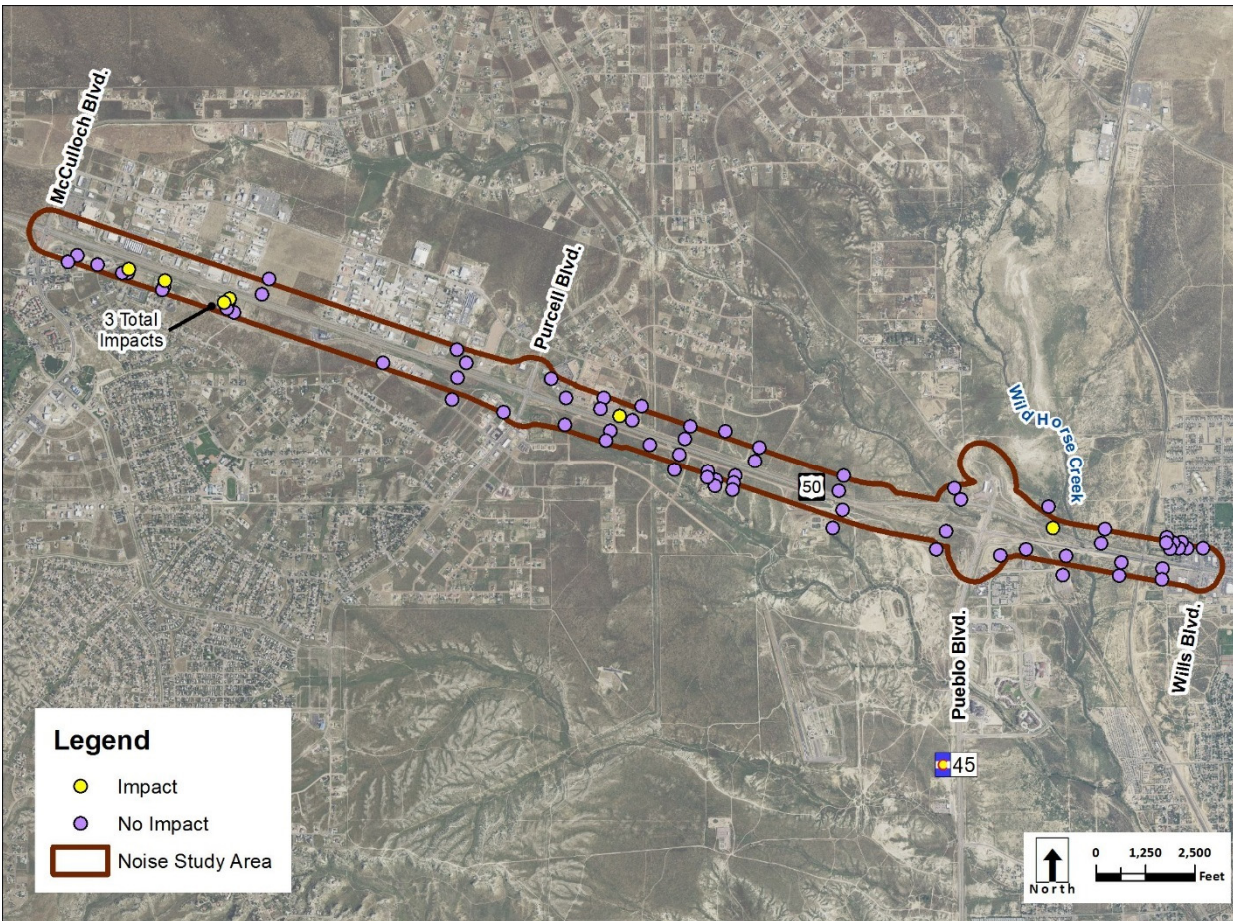 McCulloch Blvd.
Purcell Blvd.
3 Total
Impacts
Wild Horse Creek
50
Pueblo Blvd.
Wills Blvd.
45
Legend
Impact
No Impact
Noise Study Area
North
0 1,250 2,500
Feet